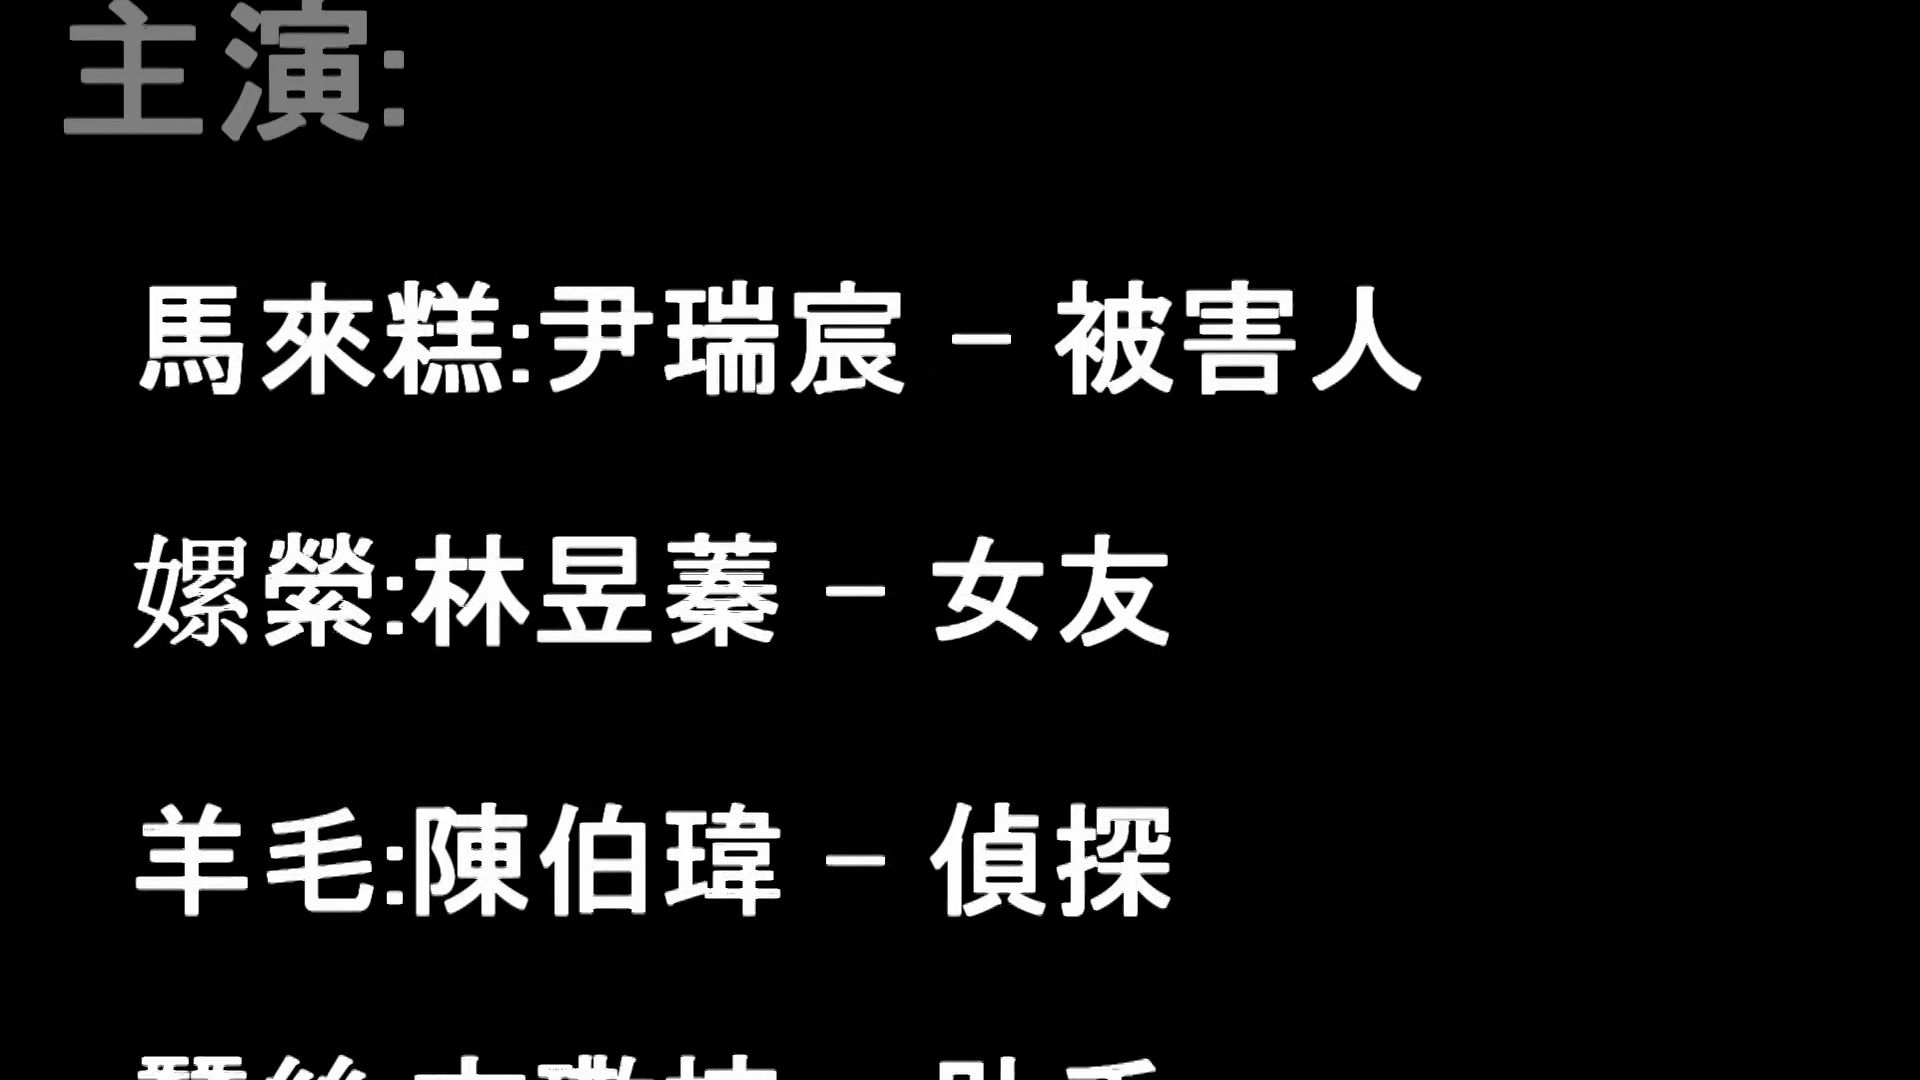 主演:
馬來糕:尹瑞宸 – 被害人
嫘縈:林昱蓁 – 女友
羊毛:陳伯瑋 – 偵探